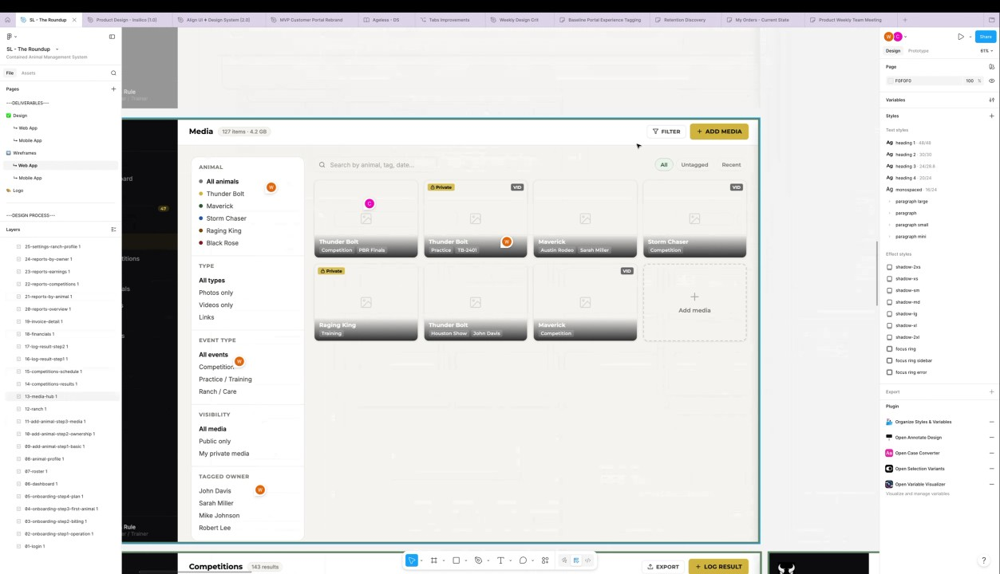 SL - The Roundup
Product Design - Insilico [1.0]
Align UI ✦ Design System [2.0]
MVP Customer Portal Rebrand
Ageless - OS
Tabs Improvements
Weekly Design Crit
Baseline Portal Experience Tagging
Retention Discovery
My Orders - Current State
Product Weekly Team Meeting
SL - The Roundup
Contained Animal Management System
File
Assets
Pages
---DELIVERABLES---
Design
↳ Web App
↳ Mobile App
Wireframes
↳ Web App
↳ Mobile App
Logo
---DESIGN PROCESS---
Layers
25-settings-ranch-profile 1
24-reports-by-owner 1
23-reports-earnings 1
22-reports-competitions 1
21-reports-by-animal 1
20-reports-overview 1
19-invoice-detail 1
18-financials 1
17-log-result-step2 1
16-log-result-step1 1
15-competitions-schedule 1
14-competitions-results 1
13-media-hub 1
12-ranch 1
11-add-animal-step3-media 1
10-add-animal-step2-ownership 1
09-add-animal-step1-basic 1
08-animal-profile 1
07-roster 1
06-dashboard 1
05-onboarding-step4-plan 1
04-onboarding-step3-first-animal 1
03-onboarding-step2-billing 1
02-onboarding-step1-operation 1
01-login 1
Rule
/ Trainer
ard
47
titions
als
s
ts
Rule
er / Trainer
Media
127 items · 4.2 GB
FILTER
+ ADD MEDIA
ANIMAL
All animals
Thunder Bolt
W
Maverick
Storm Chaser
Raging King
Black Rose
TYPE
All types
Photos only
Videos only
Links
EVENT TYPE
All events
Competition
W
Practice / Training
Ranch / Care
VISIBILITY
All media
Public only
My private media
TAGGED OWNER
John Davis
W
Sarah Miller
Mike Johnson
Robert Lee
Search by animal, tag, date...
All
Untagged
Recent
C
Thunder Bolt
Competition
PBR Finals
Private
VID
Thunder Bolt
W
Practice
TB-2401
Maverick
Austin Rodeo
Sarah Miller
VID
Storm Chaser
Competition
Private
Raging King
Training
Thunder Bolt
Houston Show
John Davis
VID
Maverick
Competition
+
Add media
Competitions
143 results
EXPORT
+ LOG RESULT
W
C
Share
Design
Prototype
61%
Page
F0F0F0
100
%
Variables
Styles
Text styles
Ag heading 1 · 48/48
Ag heading 2 · 30/30
Ag heading 3 · 24/28.8
Ag heading 4 · 20/24
Ag monospaced · 16/24
paragraph large
paragraph
paragraph small
paragraph mini
Effect styles
shadow-2xs
shadow-xs
shadow-sm
shadow-md
shadow-lg
shadow-xl
shadow-2xl
focus ring
focus ring sidebar
focus ring error
Export
Plugin
Organize Styles & Variables
Open Annotate Design
Aa
Open Case Converter
Open Selection Variants
Open Variable Visualizer
Visualize and manage variables
?